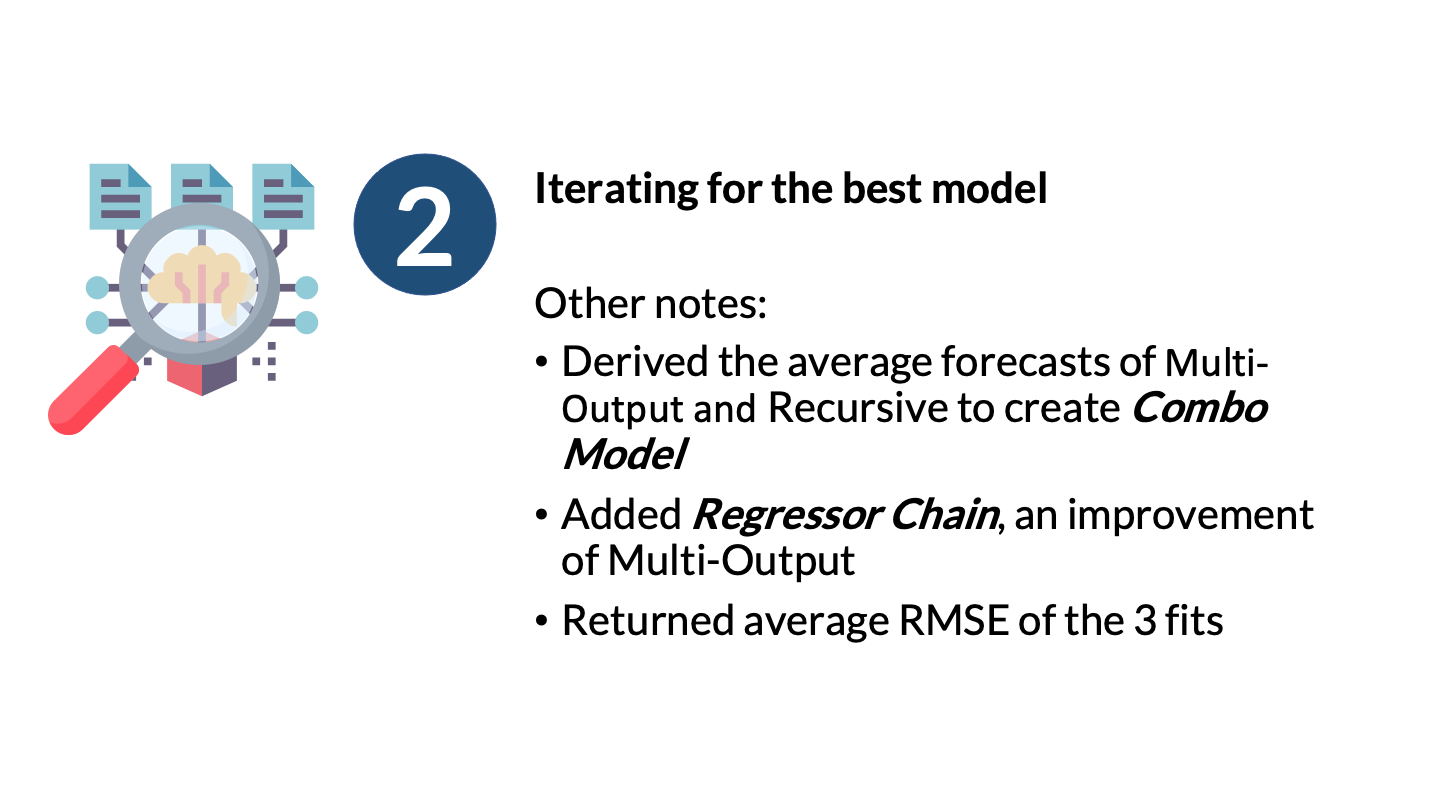 2
Iterating for the best model
Other notes:
• Derived the average forecasts of Multi-
Output and Recursive to create Combo
Model
• Added Regressor Chain, an improvement
of Multi-Output
• Returned average RMSE of the 3 fits